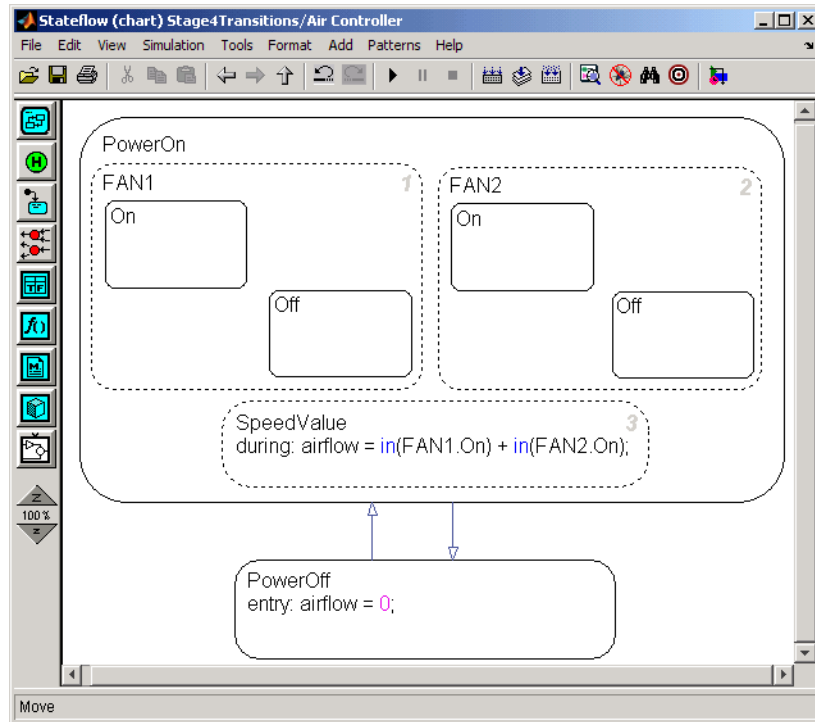 Stateflow (chart) Stage4Transitions/Air Controller
File Edit View Simulation Tools Format Add Patterns Help
PowerOn
FAN1 1
FAN2 2
On
On
Off
Off
SpeedValue 3
during: airflow = in(FAN1.On) + in(FAN2.On);
PowerOff
entry: airflow = 0;
H
TF
f()
M
Z
100 %
z
Move